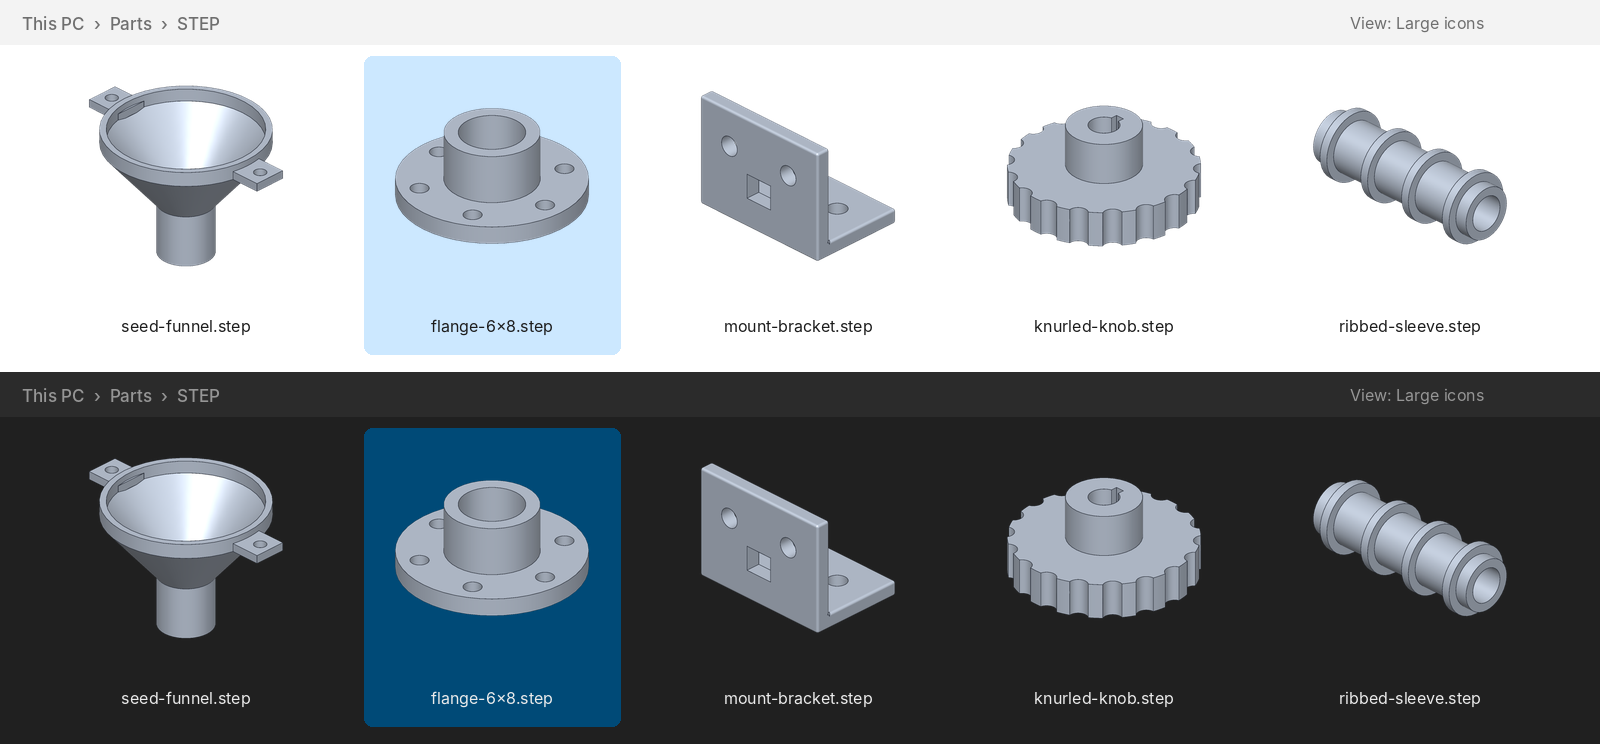 This PC › Parts › STEP
View: Large icons
seed-funnel.step
flange-6×8.step
mount-bracket.step
knurled-knob.step
ribbed-sleeve.step
This PC › Parts › STEP
View: Large icons
seed-funnel.step
flange-6×8.step
mount-bracket.step
knurled-knob.step
ribbed-sleeve.step